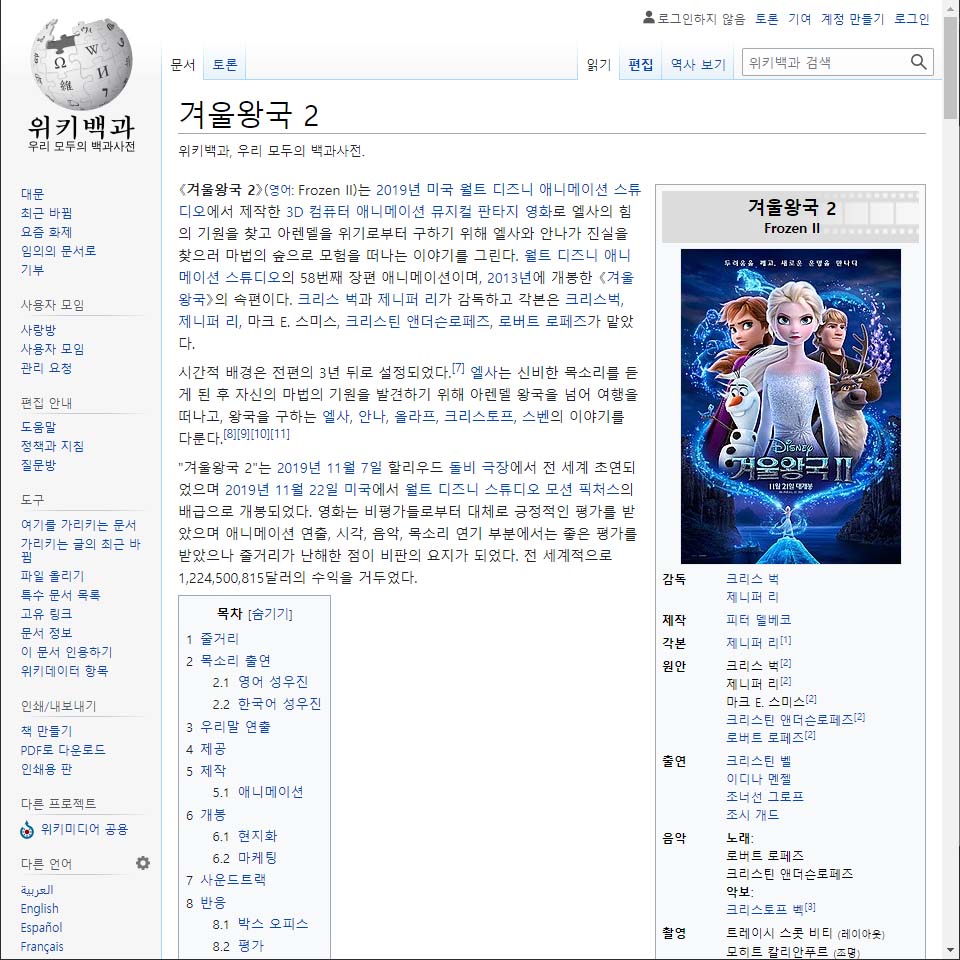 로그인하지 않음 토론 기여 계정 만들기 로그인
문서 토론 읽기 편집 역사 보기 위키백과 검색
위키백과
우리 모두의 백과사전
대문
최근 바뀜
요즘 화제
임의의 문서로
기부
사용자 모임
사랑방
사용자 모임
관리 요청
편집 안내
도움말
정책과 지침
질문방
도구
여기를 가리키는 문서
가리키는 글의 최근 바
뀜
파일 올리기
특수 문서 목록
고유 링크
문서 정보
이 문서 인용하기
위키데이터 항목
인쇄/내보내기
책 만들기
PDF로 다운로드
인쇄용 판
다른 프로젝트
위키미디어 공용
다른 언어
العربية
English
Español
Français
겨울왕국 2
위키백과, 우리 모두의 백과사전.
《겨울왕국 2》(영어: Frozen II)는 2019년 미국 월트 디즈니 애니메이션 스튜
디오에서 제작한 3D 컴퓨터 애니메이션 뮤지컬 판타지 영화로 엘사의 힘
의 기원을 찾고 아렌델을 위기로부터 구하기 위해 엘사와 안나가 진실을
찾으러 마법의 숲으로 모험을 떠나는 이야기를 그린다. 월트 디즈니 애니
메이션 스튜디오의 58번째 장편 애니메이션이며, 2013년에 개봉한 《겨울
왕국》의 속편이다. 크리스 벅과 제니퍼 리가 감독하고 각본은 크리스벅,
제니퍼 리, 마크 E. 스미스, 크리스틴 앤더슨로페즈, 로버트 로페즈가 맡았
다.
시간적 배경은 전편의 3년 뒤로 설정되었다.[7] 엘사는 신비한 목소리를 듣
게 된 후 자신의 마법의 기원을 발견하기 위해 아렌델 왕국을 넘어 여행을
떠나고, 왕국을 구하는 엘사, 안나, 올라프, 크리스토프, 스벤의 이야기를
다룬다.[8][9][10][11]
"겨울왕국 2"는 2019년 11월 7일 할리우드 돌비 극장에서 전 세계 초연되
었으며 2019년 11월 22일 미국에서 월트 디즈니 스튜디오 모션 픽처스의
배급으로 개봉되었다. 영화는 비평가들로부터 대체로 긍정적인 평가를 받
았으며 애니메이션 연출, 시각, 음악, 목소리 연기 부분에서는 좋은 평가를
받았으나 줄거리가 난해한 점이 비판의 요지가 되었다. 전 세계적으로
1,224,500,815달러의 수익을 거두었다.
목차 [숨기기]
1 줄거리
2 목소리 출연
2.1 영어 성우진
2.2 한국어 성우진
3 우리말 연출
4 제공
5 제작
5.1 애니메이션
6 개봉
6.1 현지화
6.2 마케팅
7 사운드트랙
8 반응
8.1 박스 오피스
8.2 평가
겨울왕국 2
Frozen II
두려움을 깨고, 새로운 운명을 만나다
Disney
겨울왕국 II
11월 21일 대개봉
감독 크리스 벅
제니퍼 리
제작 피터 델베코
각본 제니퍼 리[1]
원안 크리스 벅[2]
제니퍼 리[2]
마크 E. 스미스[2]
크리스틴 앤더슨로페즈[2]
로버트 로페즈[2]
출연 크리스틴 벨
이디나 멘젤
조너선 그로프
조시 개드
음악 노래:
로버트 로페즈
크리스틴 앤더슨로페즈
악보:
크리스토프 벡[3]
촬영 트레이시 스콧 비티 (레이아웃)
모히트 칼리안푸르 (조명)